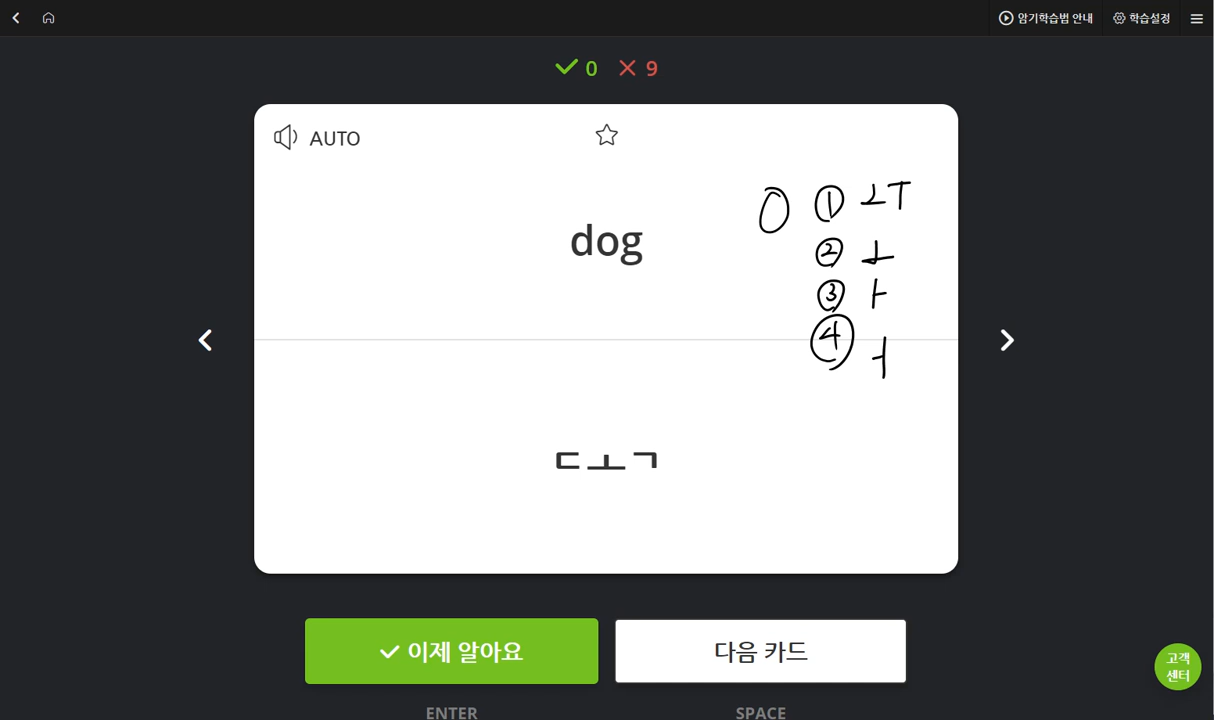 암기학습법 안내 학습설정
0 9
AUTO
dog
O ① ㅗㅜ
② ㅗ
③ ㅏ
④ ㅓ
ㄷㅗㄱ
이제 알아요 다음 카드
고객
센터
ENTER SPACE